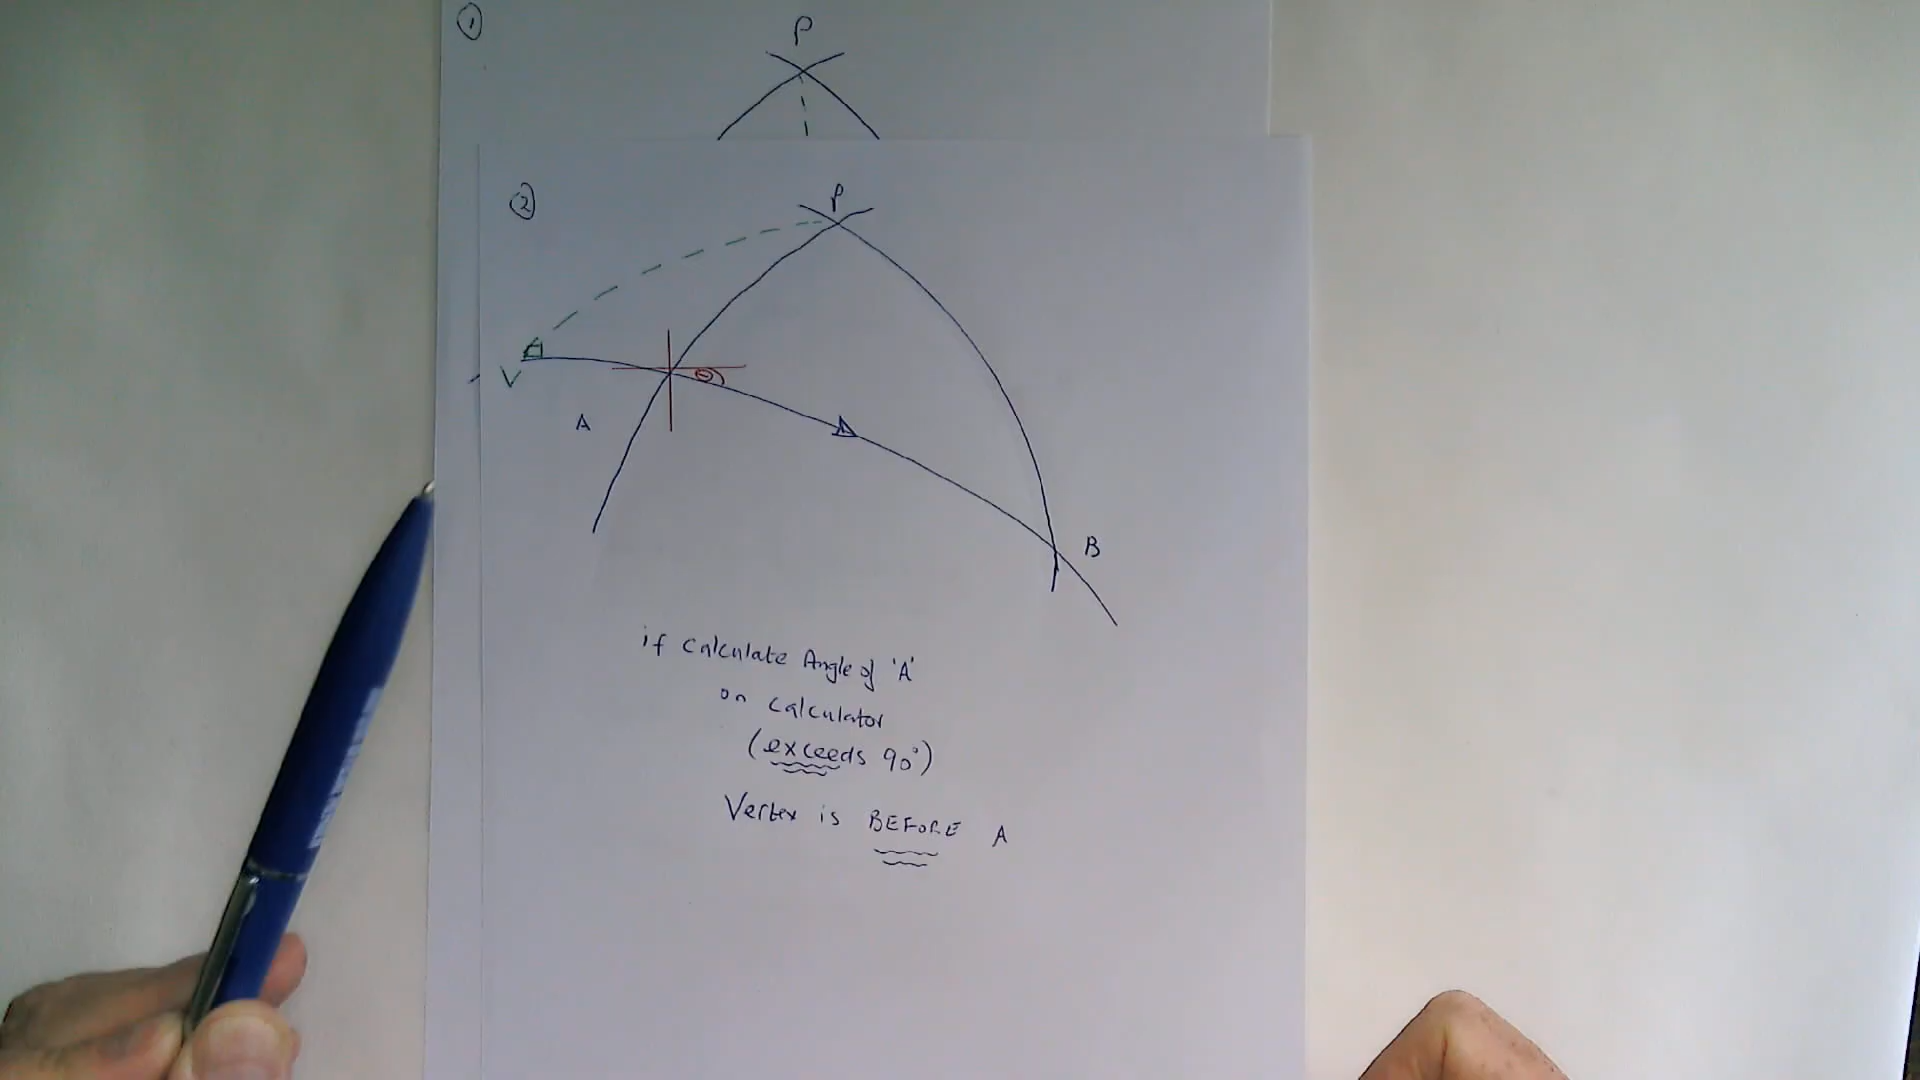 ①
P
②
P
V
θ
A
B
if Calculate Angle of 'A'
on Calculator
(exceeds 90°)
Vertex is BEFORE A